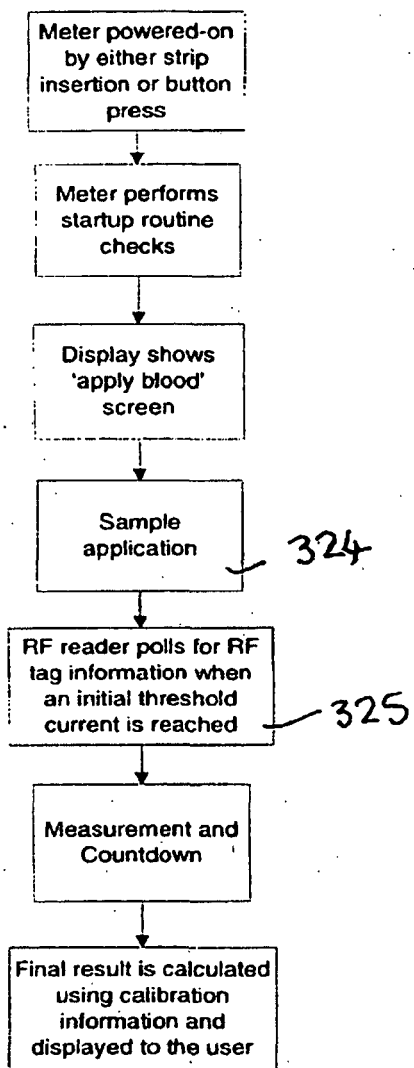 Meter powered-on
by either strip
insertion or button
press
Meter performs
startup routine
checks
Display shows
'apply blood'
screen
Sample
application
324
RF reader polls for RF
tag information when
an initial threshold
current is reached
325
Measurement and
Countdown
Final result is calculated
using calibration
information and
displayed to the user